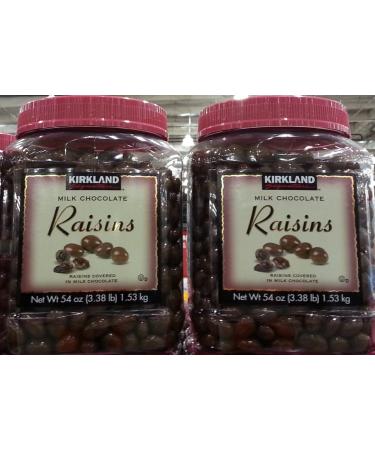 KIRKLAND
Signature
MILK CHOCOLATE
Raisins
RAISINS COVERED
IN MILK CHOCOLATE
Net Wt 54 oz (3.38 lb) 1.53 kg
KIRKLAND
Signature
MILK CHOCOLATE
Raisins
RAISINS COVERED
IN MILK CHOCOLATE
Net Wt 54 oz (3.38 lb) 1.53 kg